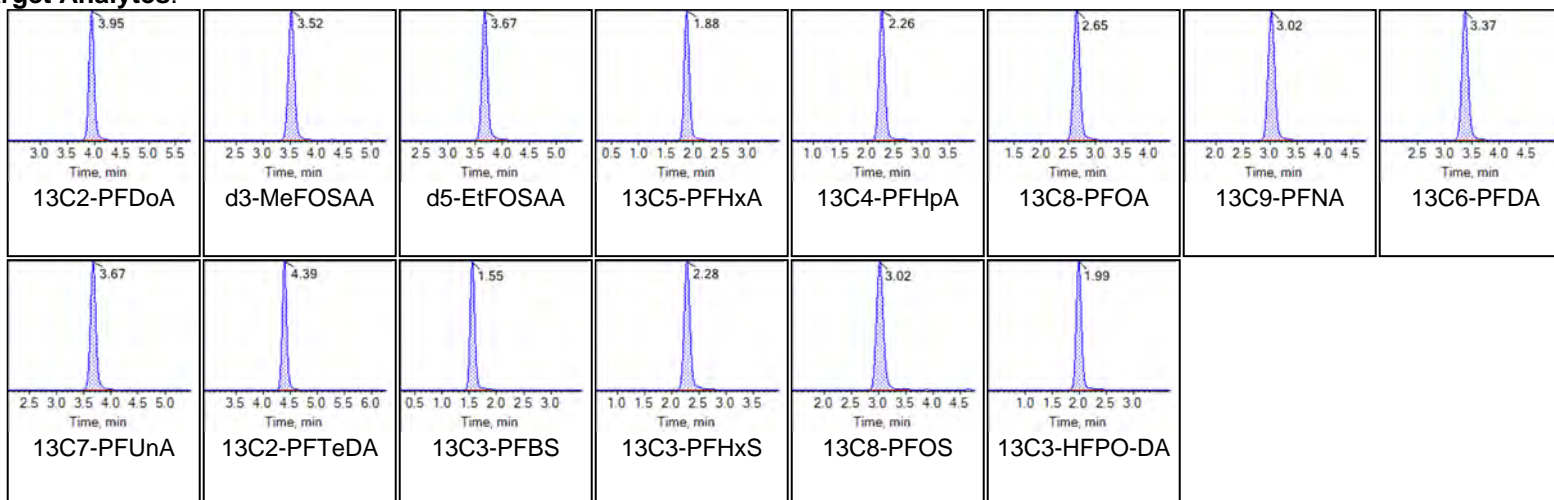 rget Analytes:
3.95
3.0 3.5 4.0 4.5 5.0 5.5
Time, min
13C2-PFDoA
3.52
2.5 3.0 3.5 4.0 4.5 5.0
Time, min
d3-MeFOSAA
3.67
2.5 3.0 3.5 4.0 4.5 5.0
Time, min
d5-EtFOSAA
1.88
0.5 1.0 1.5 2.0 2.5 3.0
Time, min
13C5-PFHxA
2.26
1.0 1.5 2.0 2.5 3.0 3.5
Time, min
13C4-PFHpA
2.65
1.5 2.0 2.5 3.0 3.5 4.0
Time, min
13C8-PFOA
3.02
2.0 2.5 3.0 3.5 4.0 4.5
Time, min
13C9-PFNA
3.37
2.5 3.0 3.5 4.0 4.5
Time, min
13C6-PFDA
3.67
2.5 3.0 3.5 4.0 4.5 5.0
Time, min
13C7-PFUnA
4.39
3.5 4.0 4.5 5.0 5.5 6.0
Time, min
13C2-PFTeDA
1.55
0.5 1.0 1.5 2.0 2.5 3.0
Time, min
13C3-PFBS
2.28
1.0 1.5 2.0 2.5 3.0 3.5
Time, min
13C3-PFHxS
3.02
2.0 2.5 3.0 3.5 4.0 4.5
Time, min
13C8-PFOS
1.99
1.0 1.5 2.0 2.5 3.0
Time, min
13C3-HFPO-DA